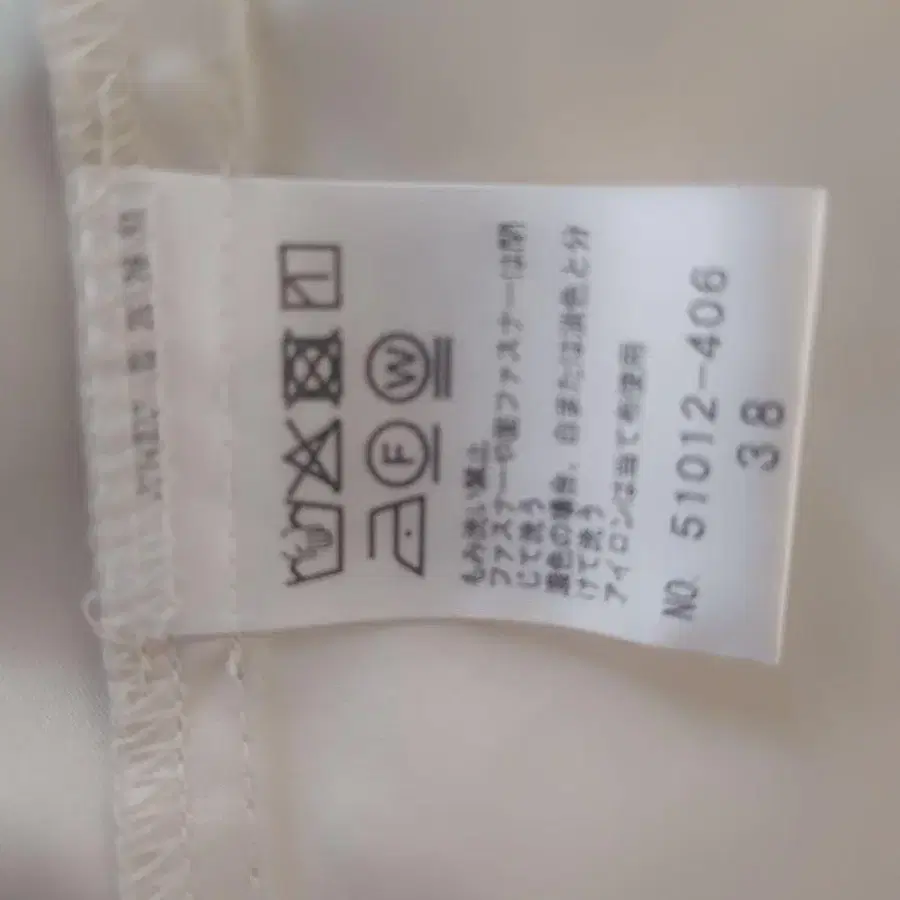 F W
もみ洗い禁止
ファスナーや面ファスナーは閉
じて洗う
濃色の場合、白または淡色と分
けて洗う
アイロンは当て布使用
NO. 51012-406
38